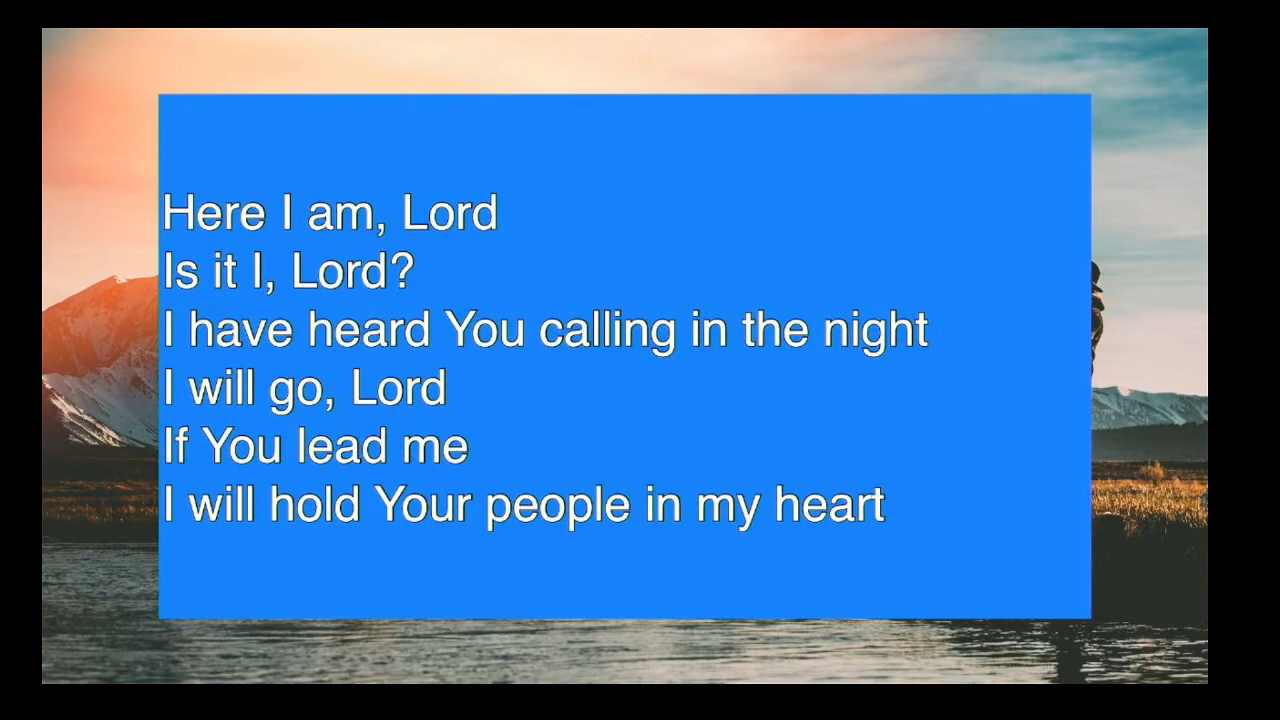 Here I am, Lord
Is it I, Lord?
I have heard You calling in the night
I will go, Lord
If You lead me
I will hold Your people in my heart